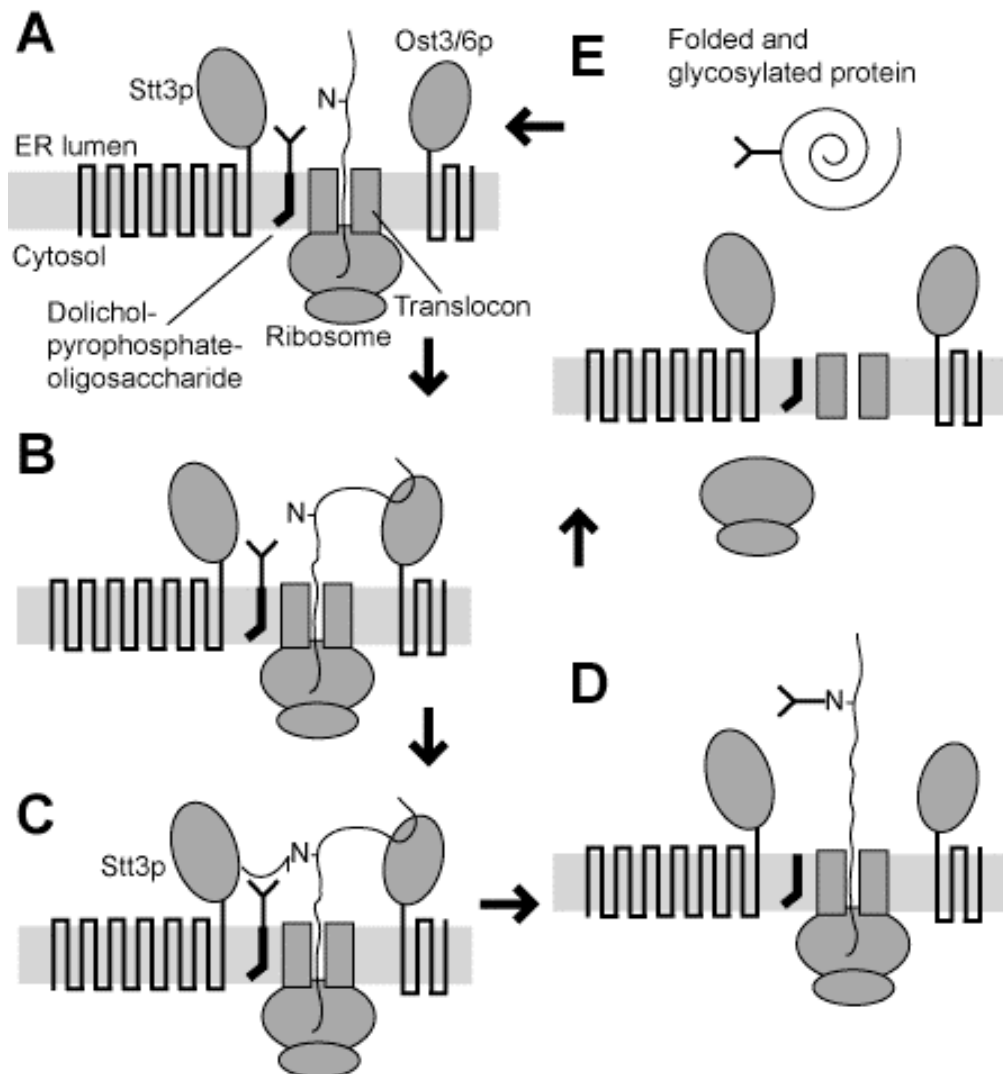 A
Ost3/6p
Stt3p
N
ER lumen
Cytosol
Dolichol-
pyrophosphate-
oligosaccharide
Ribosome
Translocon
E
Folded and
glycosylated protein
B
N
C
Stt3p
N
D
N